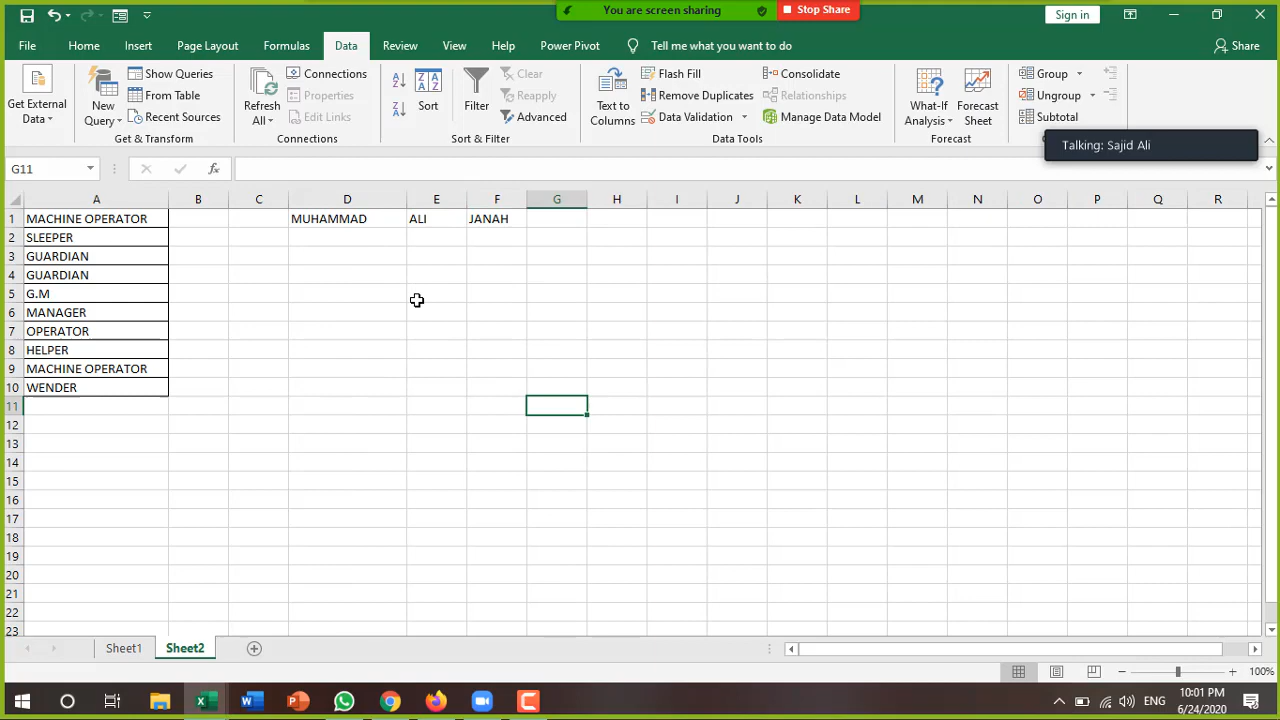 You are screen sharing
Stop Share
Sign in
File Home Insert Page Layout Formulas Data Review View Help Power Pivot Tell me what you want to do Share
Get External Data
New Query
Show Queries
From Table
Recent Sources
Get & Transform
Refresh All
Connections
Properties
Edit Links
Connections
Sort
Filter
Clear
Reapply
Advanced
Sort & Filter
Text to Columns
Flash Fill
Remove Duplicates
Data Validation
Consolidate
Relationships
Manage Data Model
Data Tools
What-If Analysis
Forecast Sheet
Forecast
Group
Ungroup
Subtotal
Talking: Sajid Ali
G11 fx
A B C D E F G H I J K L M N O P Q R
1 MACHINE OPERATOR MUHAMMAD ALI JANAH
2 SLEEPER
3 GUARDIAN
4 GUARDIAN
5 G.M
6 MANAGER
7 OPERATOR
8 HELPER
9 MACHINE OPERATOR
10 WENDER
11
12
13
14
15
16
17
18
19
20
21
22
23
Sheet1 Sheet2
100%
ENG
10:01 PM
6/24/2020